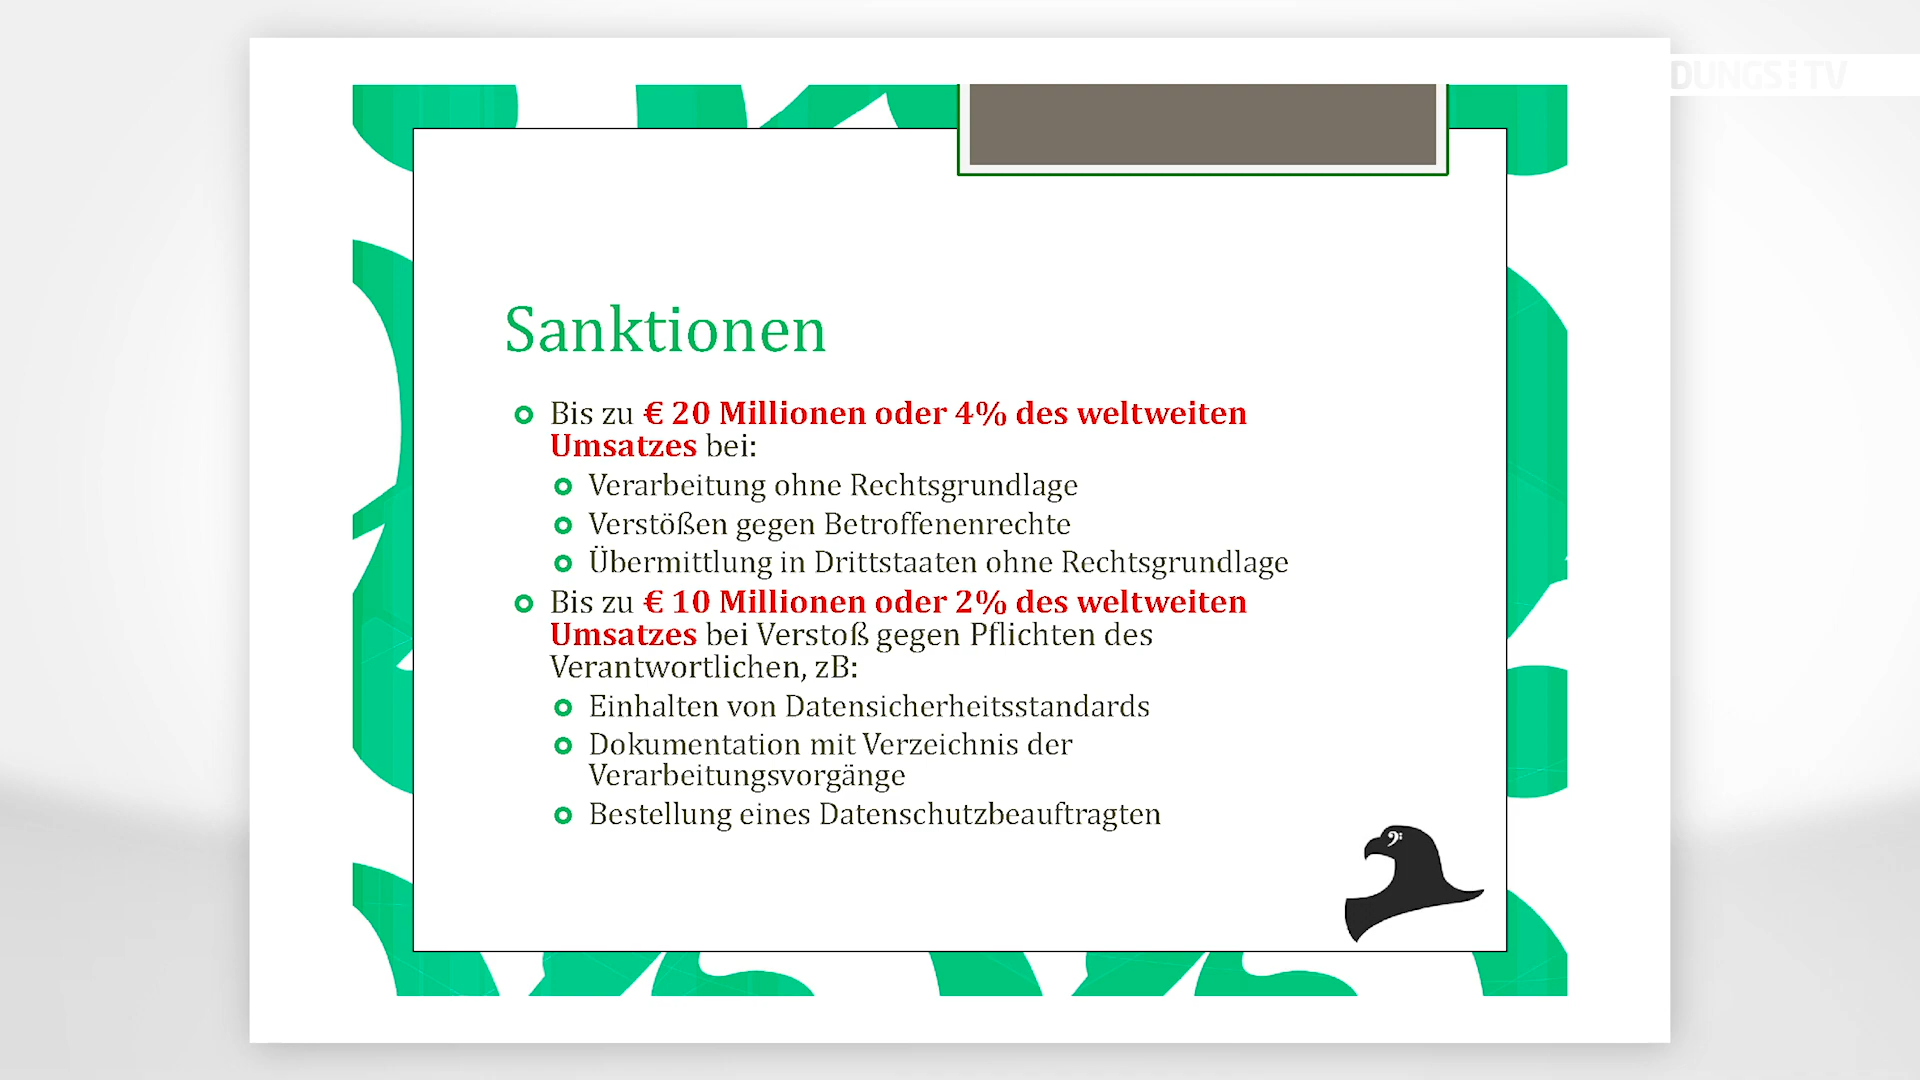 DUNGS TV
Sanktionen
Bis zu € 20 Millionen oder 4% des weltweiten
Umsatzes bei:
Verarbeitung ohne Rechtsgrundlage
Verstößen gegen Betroffenenrechte
Übermittlung in Drittstaaten ohne Rechtsgrundlage
Bis zu € 10 Millionen oder 2% des weltweiten
Umsatzes bei Verstoß gegen Pflichten des
Verantwortlichen, zB:
Einhalten von Datensicherheitsstandards
Dokumentation mit Verzeichnis der
Verarbeitungsvorgänge
Bestellung eines Datenschutzbeauftragten